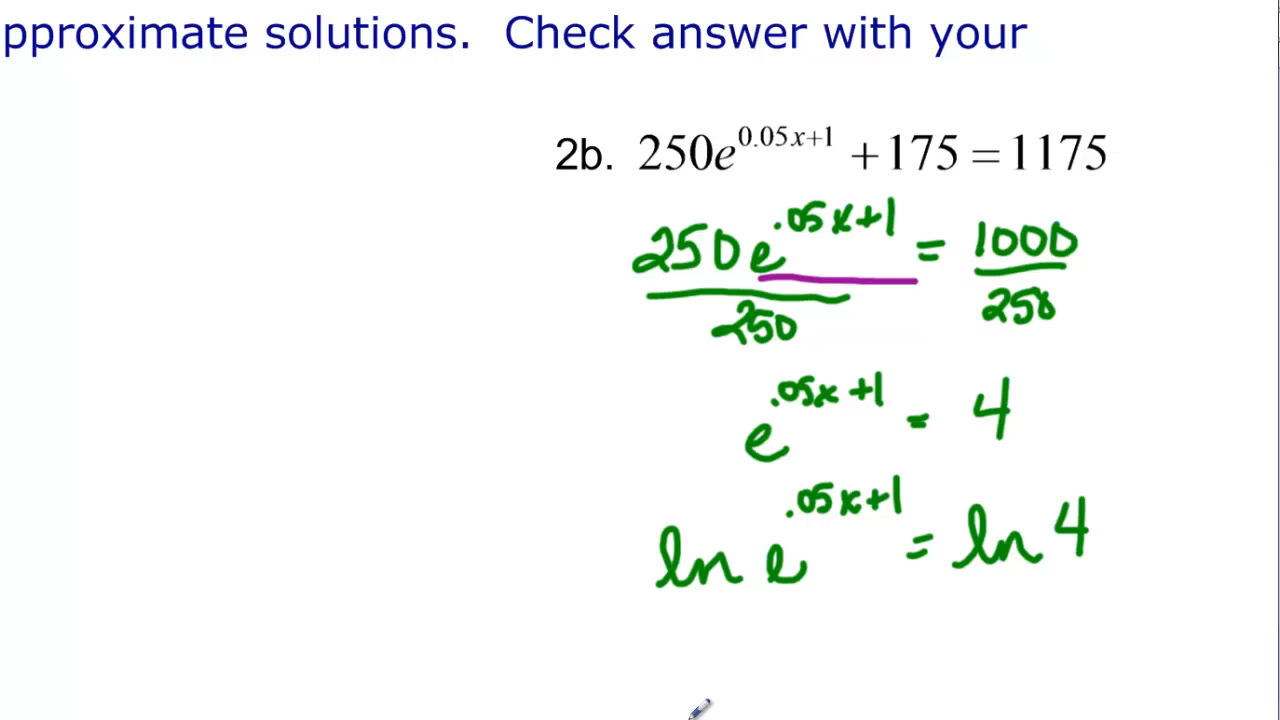 pproximate solutions. Check answer with your
2b. 250e^{0.05x+1} + 175 = 1175
250e^{.05x+1} = 1000
250 250
e^{.05x+1} = 4
ln e^{.05x+1} = ln 4